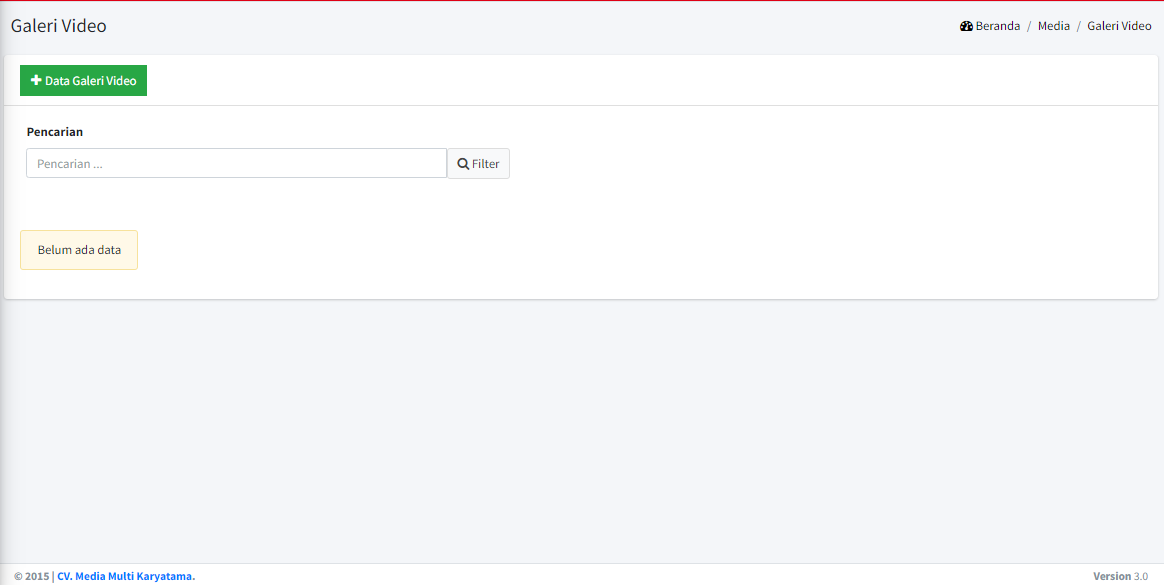 Galeri Video
Beranda / Media / Galeri Video
Data Galeri Video
Pencarian
Pencarian ...
Filter
Belum ada data
© 2015 | CV. Media Multi Karyatama.
Version 3.0